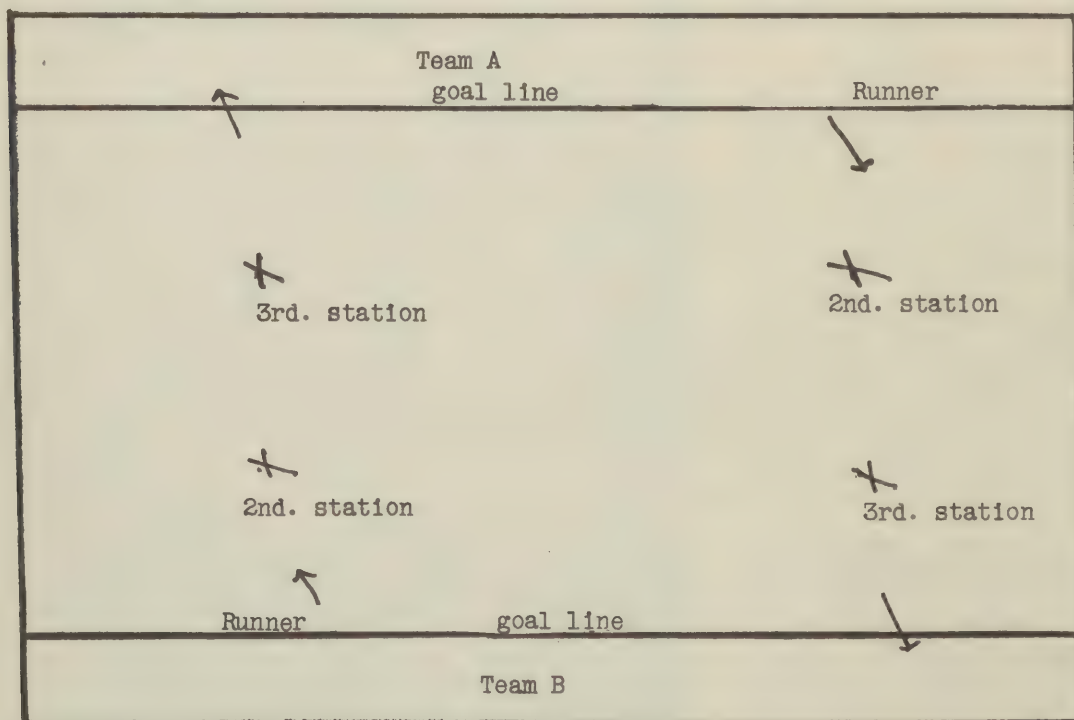 Team A
goal line Runner
3rd. station 2nd. station
2nd. station 3rd. station
Runner goal line
Team B